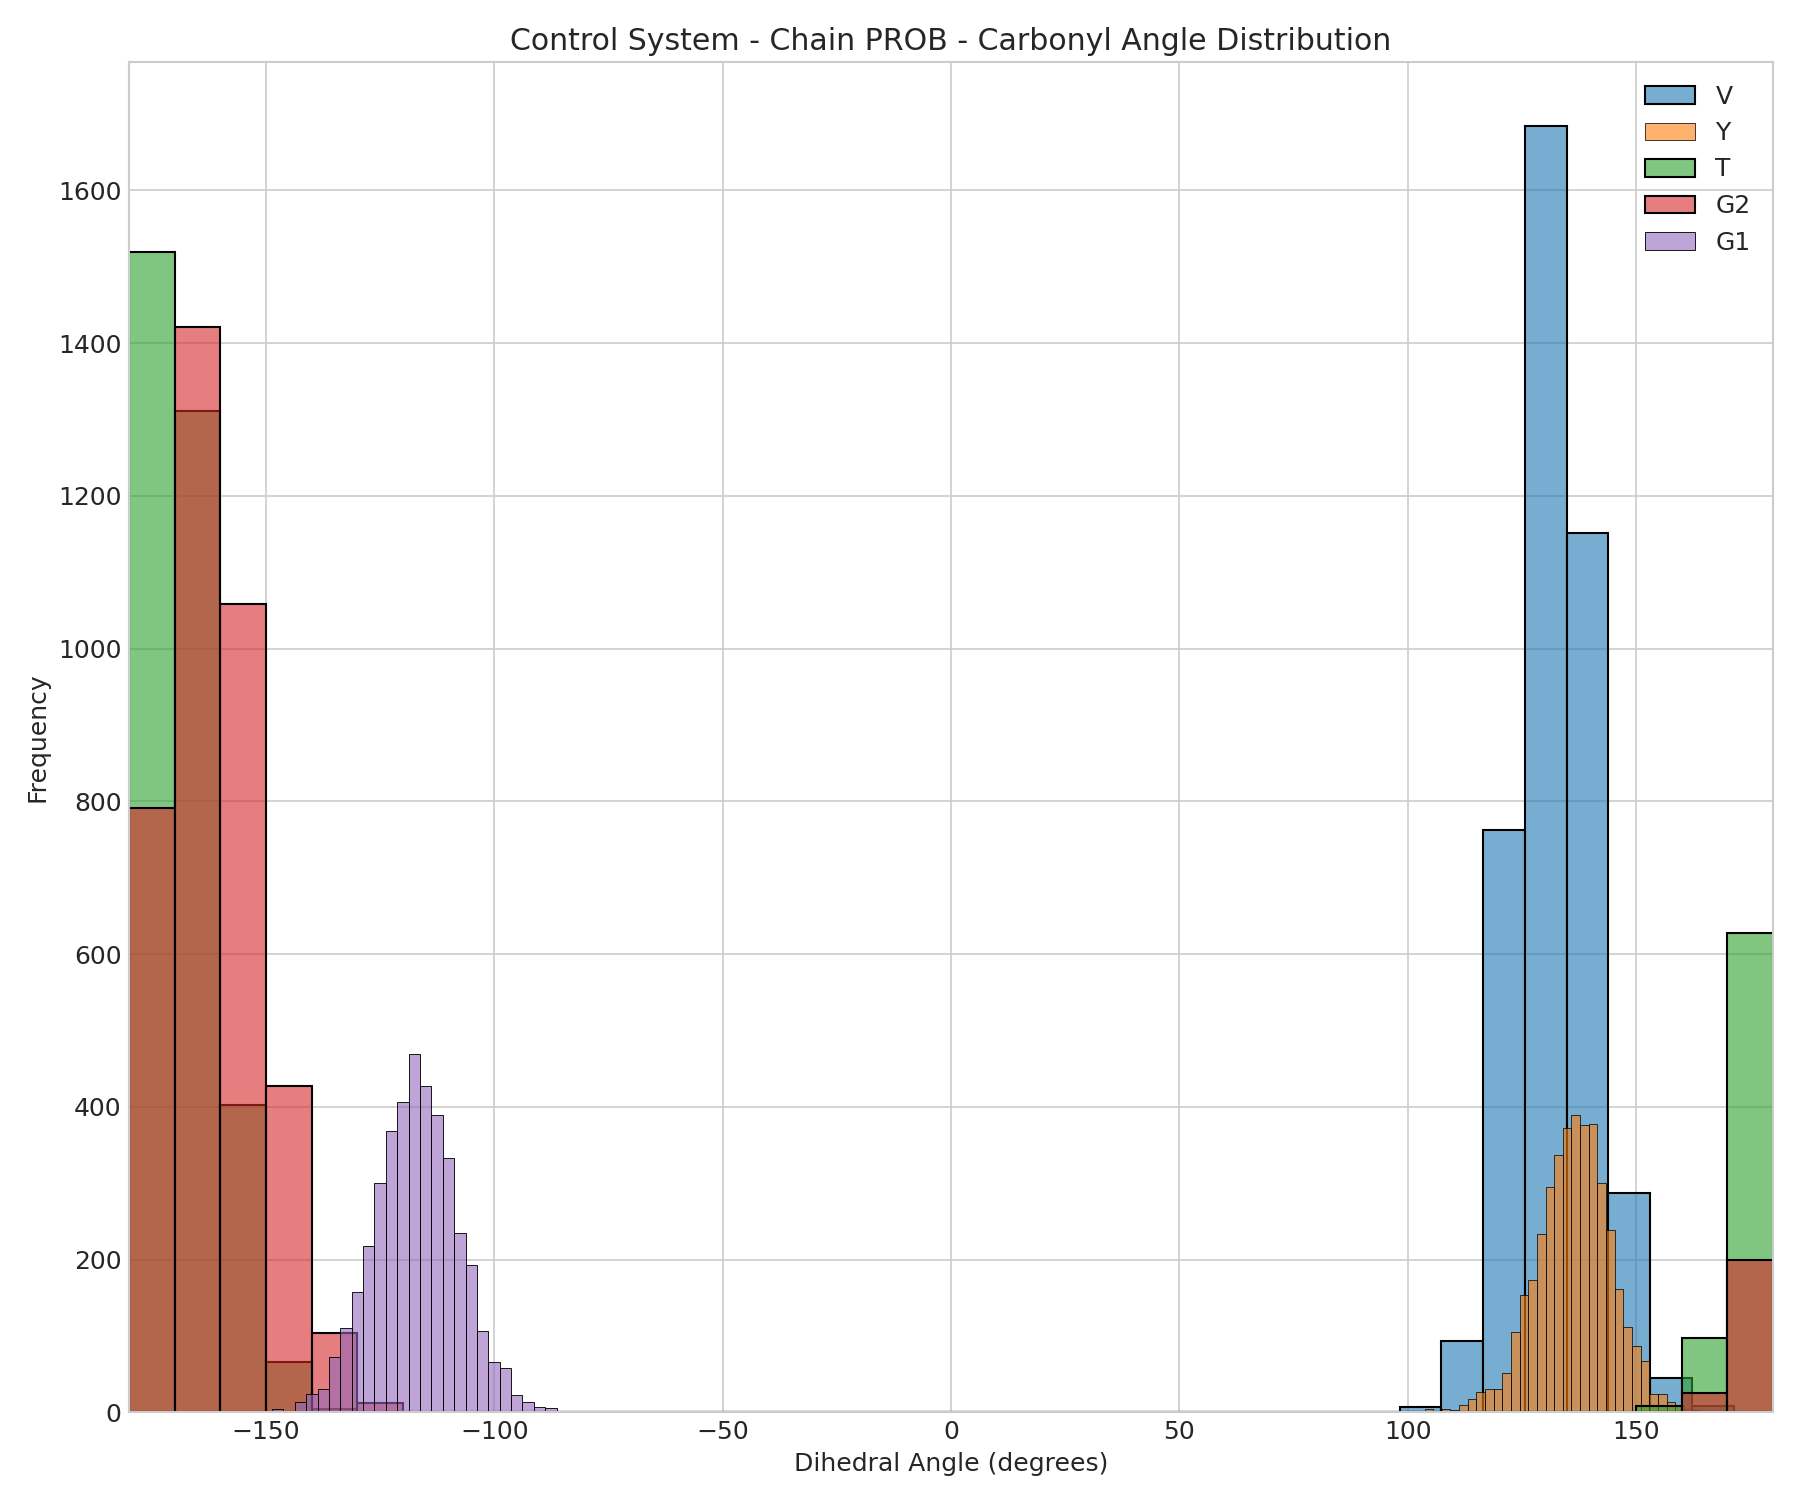 Control System - Chain PROB - Carbonyl Angle Distribution
V
Y
T
G2
G1
1600
1400
1200
1000
800
600
400
200
0
Frequency
−150
−100
−50
0
50
100
150
Dihedral Angle (degrees)